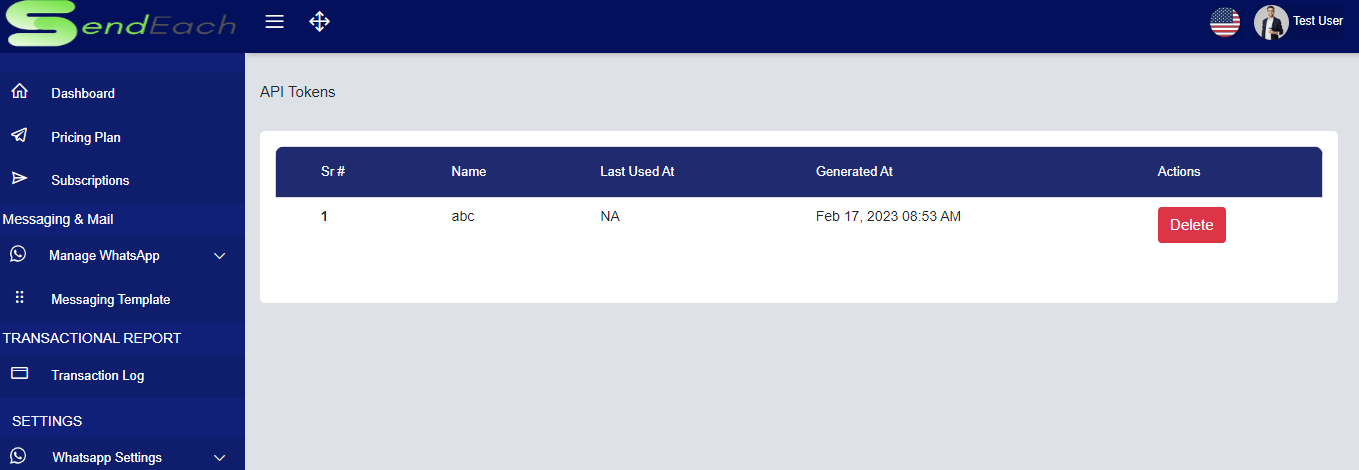 SendEach
Test User
Dashboard
Pricing Plan
Subscriptions
Messaging & Mail
Manage WhatsApp
Messaging Template
TRANSACTIONAL REPORT
Transaction Log
SETTINGS
Whatsapp Settings
API Tokens
Sr # Name Last Used At Generated At Actions
1 abc NA Feb 17, 2023 08:53 AM Delete